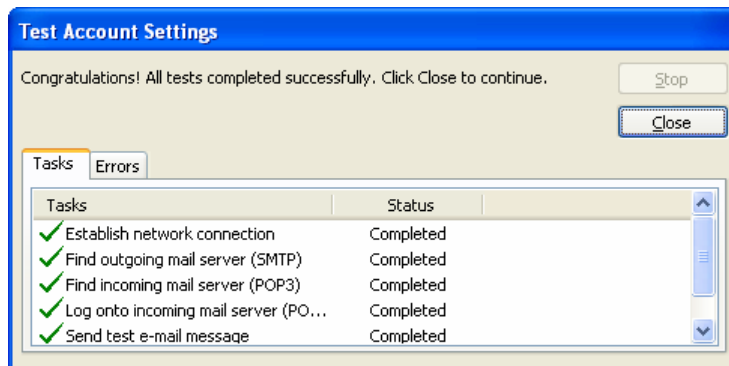 Test Account Settings
Congratulations! All tests completed successfully. Click Close to continue.
Stop
Close
Tasks Errors
Tasks Status
Establish network connection Completed
Find outgoing mail server (SMTP) Completed
Find incoming mail server (POP3) Completed
Log onto incoming mail server (PO... Completed
Send test e-mail message Completed